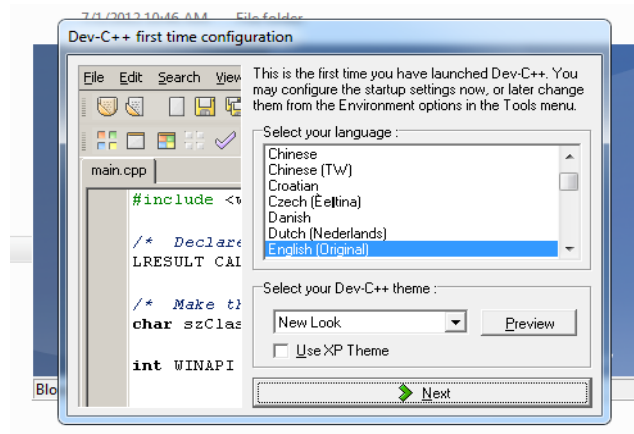 7/1/2012 10:46 AM File folder
Dev-C++ first time configuration
File Edit Search View
main.cpp
#include <w
/* Declare
LRESULT CAL
/* Make th
char szClas
int WINAPI
This is the first time you have launched Dev-C++. You
may configure the startup settings now, or later change
them from the Environment options in the Tools menu.
Select your language :
Chinese
Chinese (TW)
Croatian
Czech (Èeltina)
Danish
Dutch (Nederlands)
English (Original)
Select your Dev-C++ theme :
New Look
Preview
Use XP Theme
Next
Blo